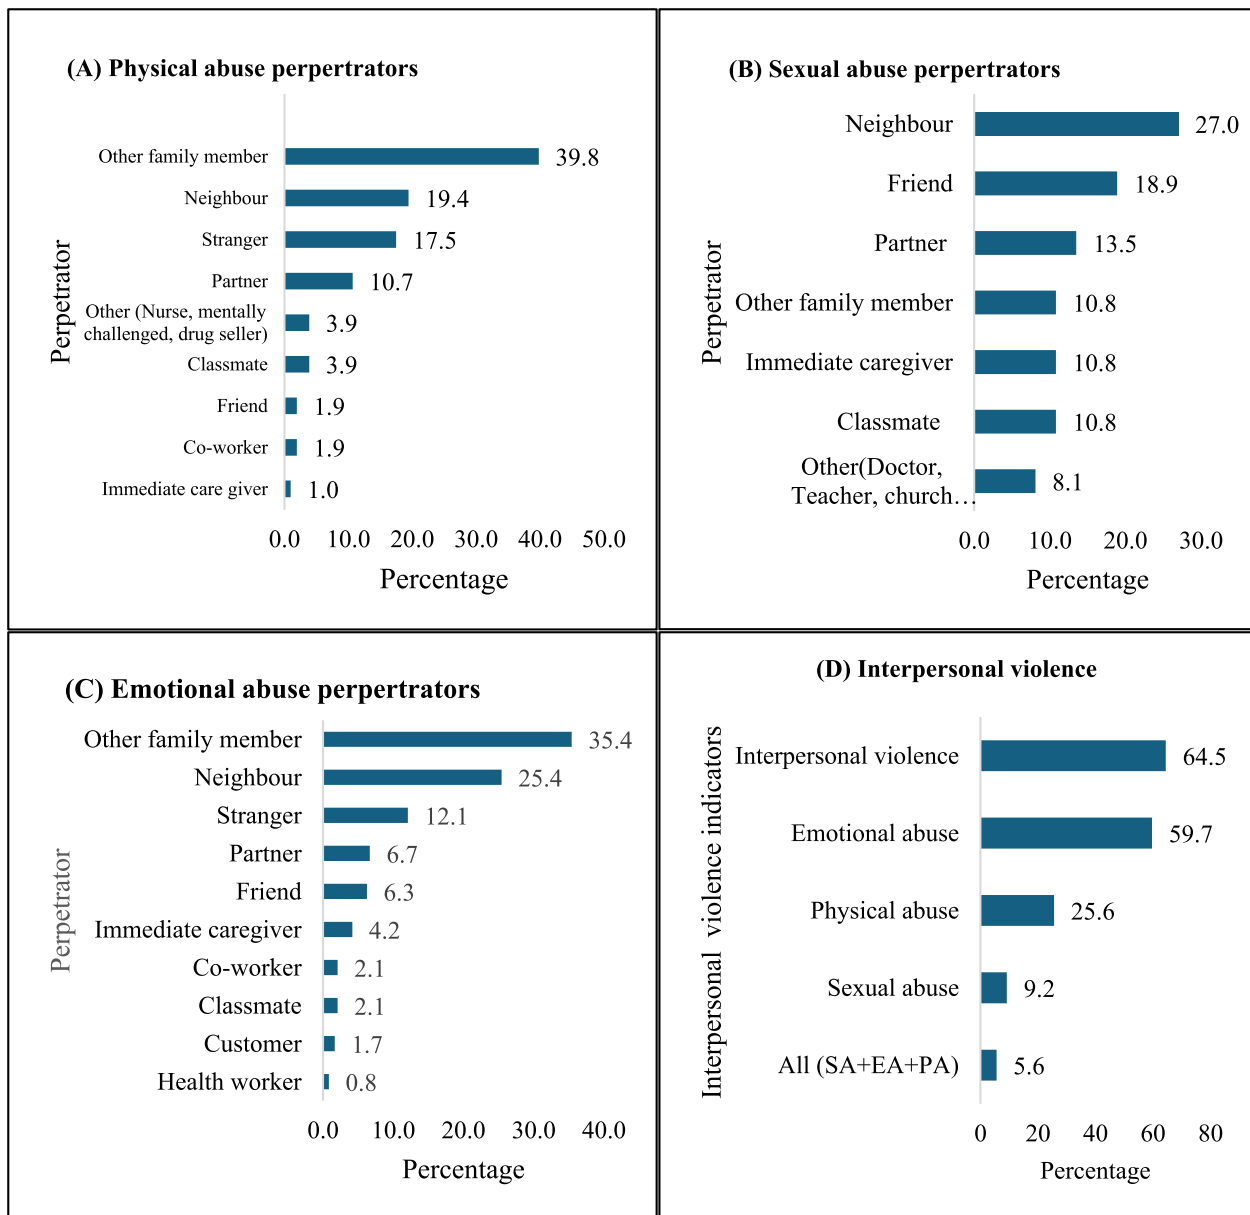 (A) Physical abuse perpertrators
Perpetrator
Other family member 39.8
Neighbour 19.4
Stranger 17.5
Partner 10.7
Other (Nurse, mentally
challenged, drug seller) 3.9
Classmate 3.9
Friend 1.9
Co-worker 1.9
Immediate care giver 1.0
0.0 10.0 20.0 30.0 40.0 50.0
Percentage
(B) Sexual abuse perpertrators
Perpetrator
Neighbour 27.0
Friend 18.9
Partner 13.5
Other family member 10.8
Immediate caregiver 10.8
Classmate 10.8
Other(Doctor,
Teacher, church… 8.1
0.0 10.0 20.0 30.0
Percentage
(C) Emotional abuse perpertrators
Perpetrator
Other family member 35.4
Neighbour 25.4
Stranger 12.1
Partner 6.7
Friend 6.3
Immediate caregiver 4.2
Co-worker 2.1
Classmate 2.1
Customer 1.7
Health worker 0.8
0.0 10.0 20.0 30.0 40.0
Percentage
(D) Interpersonal violence
Interpersonal violence indicators
Interpersonal violence 64.5
Emotional abuse 59.7
Physical abuse 25.6
Sexual abuse 9.2
All (SA+EA+PA) 5.6
0 20 40 60 80
Percentage